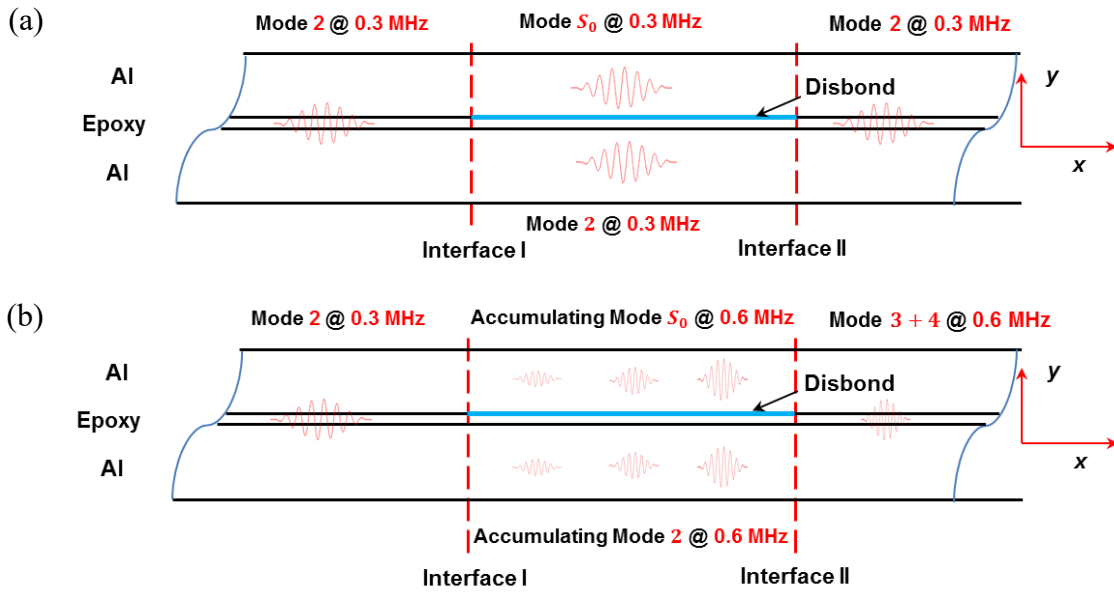 (a)
Mode 2 @ 0.3 MHz Mode S₀ @ 0.3 MHz Mode 2 @ 0.3 MHz
Al
Disbond
y
Epoxy
Al
x
Mode 2 @ 0.3 MHz
Interface I Interface II
(b)
Mode 2 @ 0.3 MHz Accumulating Mode S₀ @ 0.6 MHz Mode 3 + 4 @ 0.6 MHz
Al
Disbond
y
Epoxy
Al
x
Accumulating Mode 2 @ 0.6 MHz
Interface I Interface II